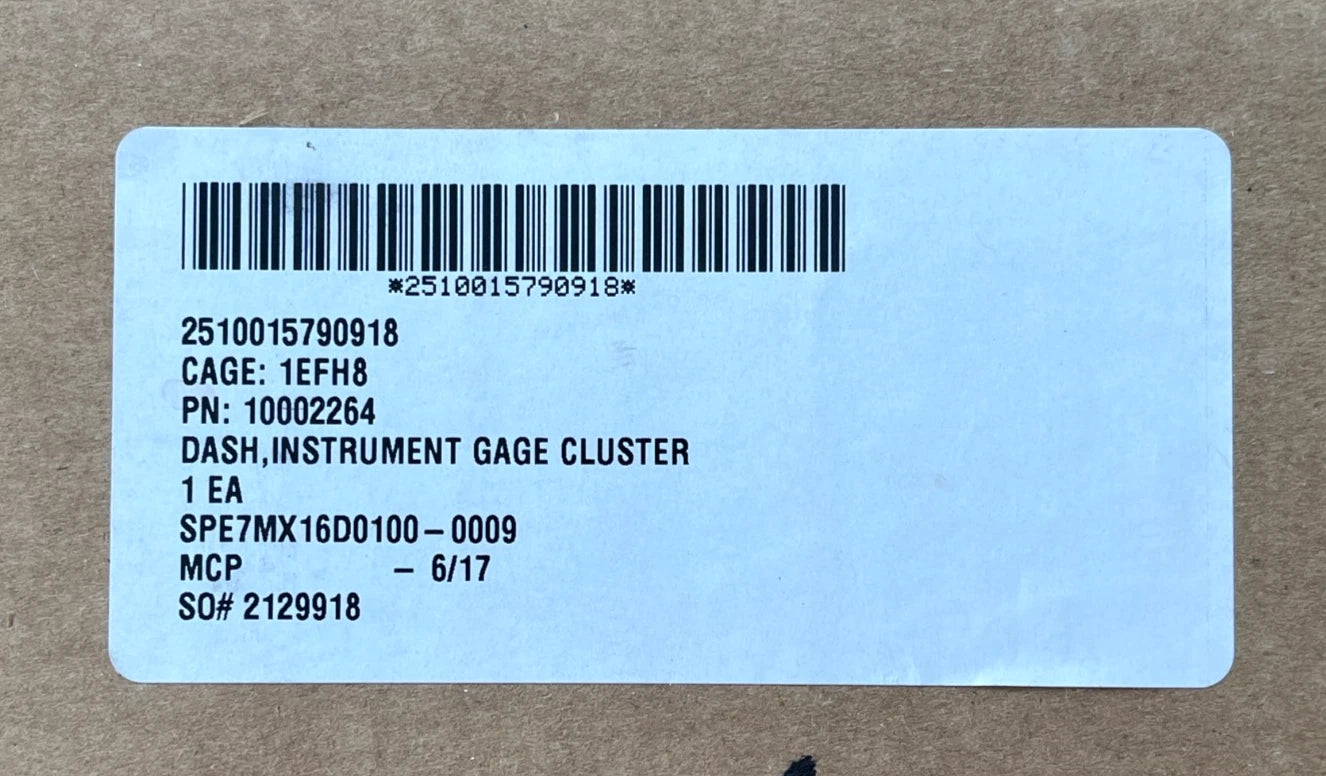 *2510015790918*
2510015790918
CAGE: 1EFH8
PN: 10002264
DASH,INSTRUMENT GAGE CLUSTER
1 EA
SPE7MX16D0100-0009
MCP - 6/17
SO# 2129918